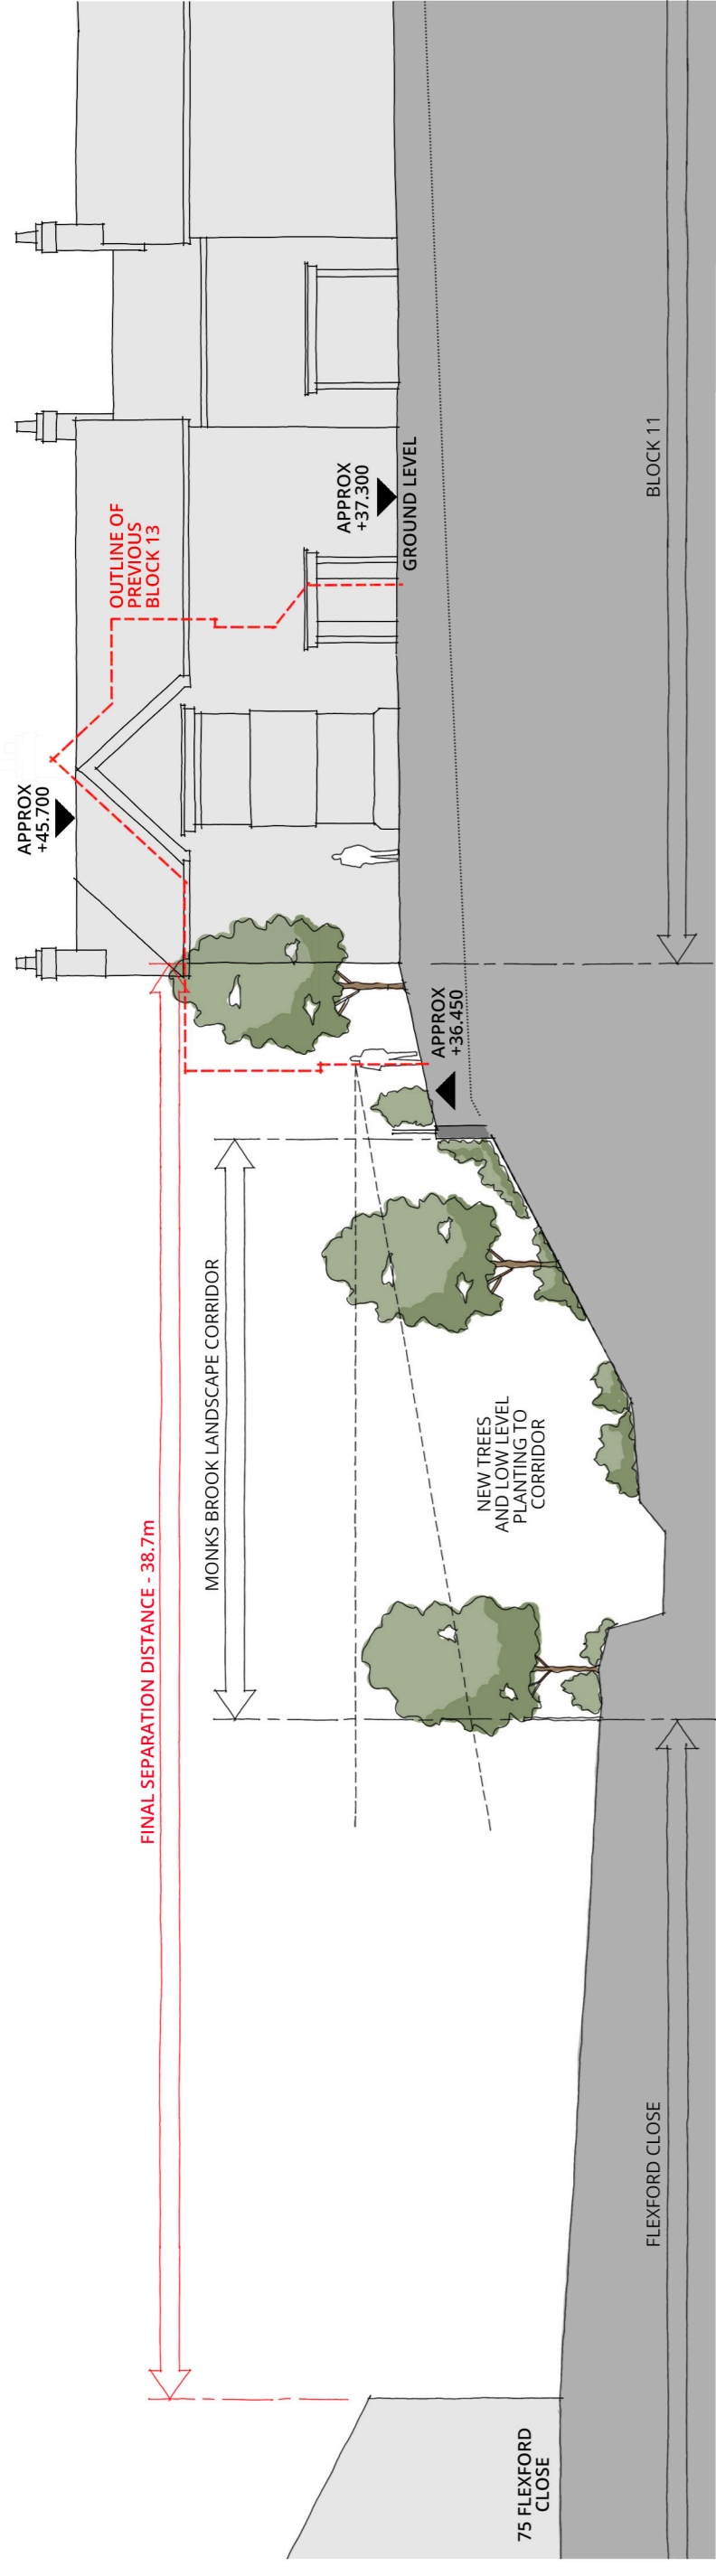 75 FLEXFORD
CLOSE
FLEXFORD CLOSE
FINAL SEPARATION DISTANCE - 38.7m
MONKS BROOK LANDSCAPE CORRIDOR
NEW TREES
AND LOW LEVEL
PLANTING TO
CORRIDOR
APPROX
+36.450
APPROX
+45.700
OUTLINE OF
PREVIOUS
BLOCK 13
APPROX
+37.300
GROUND LEVEL
BLOCK 11